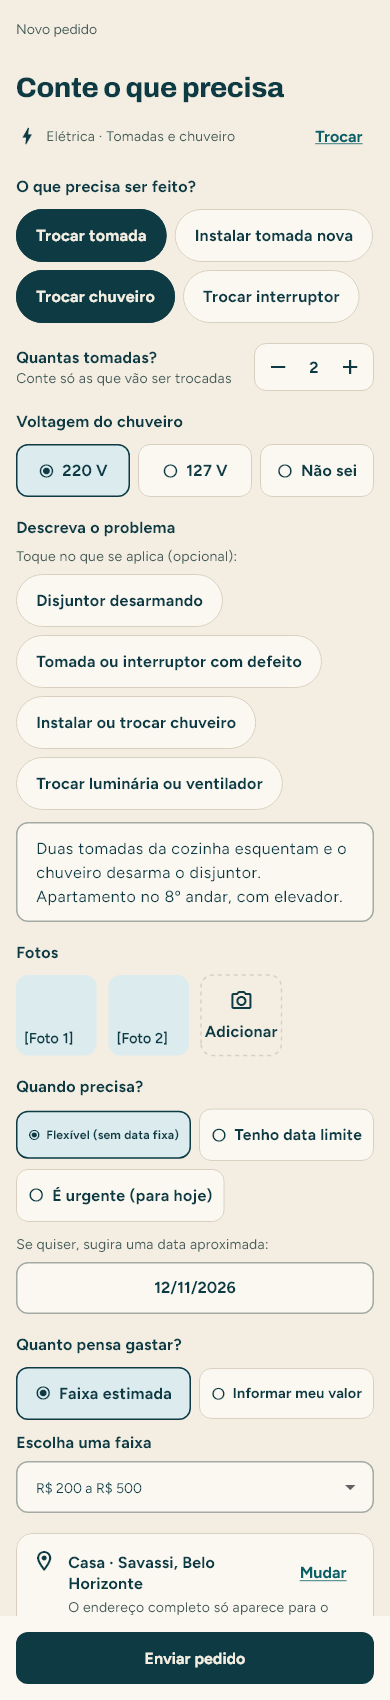 Novo pedido
Conte o que precisa
Elétrica · Tomadas e chuveiro
Trocar
O que precisa ser feito?
Trocar tomada
Instalar tomada nova
Trocar chuveiro
Trocar interruptor
Quantas tomadas?
Conte só as que vão ser trocadas
2
Voltagem do chuveiro
220 V
127 V
Não sei
Descreva o problema
Toque no que se aplica (opcional):
Disjuntor desarmando
Tomada ou interruptor com defeito
Instalar ou trocar chuveiro
Trocar luminária ou ventilador
Duas tomadas da cozinha esquentam e o
chuveiro desarma o disjuntor.
Apartamento no 8º andar, com elevador.
Fotos
[Foto 1]
[Foto 2]
Adicionar
Quando precisa?
Flexível (sem data fixa)
Tenho data limite
É urgente (para hoje)
Se quiser, sugira uma data aproximada:
12/11/2026
Quanto pensa gastar?
Faixa estimada
Informar meu valor
Escolha uma faixa
R$ 200 a R$ 500
Casa · Savassi, Belo
Horizonte
Mudar
O endereço completo só aparece para o
Enviar pedido